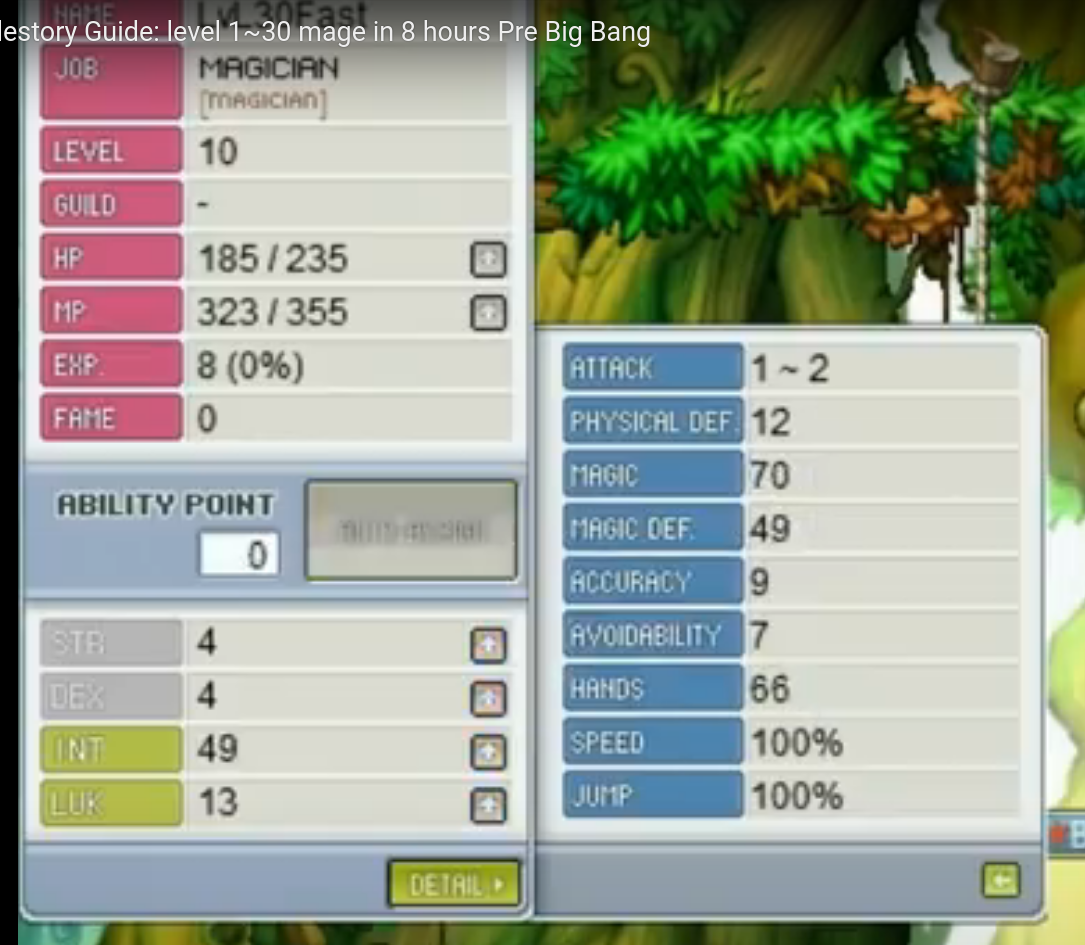 lestory Guide: level 1~30 mage in 8 hours Pre Big Bang
NAME Lvl_30Fast
JOB MAGICIAN
[MAGICIAN]
LEVEL 10
GUILD -
HP 185 / 235
MP 323 / 355
EXP. 8 (0%)
FAME 0
ABILITY POINT
0
STR 4
DEX 4
INT 49
LUK 13
DETAIL
ATTACK 1 ~ 2
PHYSICAL DEF. 12
MAGIC 70
MAGIC DEF. 49
ACCURACY 9
AVOIDABILITY 7
HANDS 66
SPEED 100%
JUMP 100%